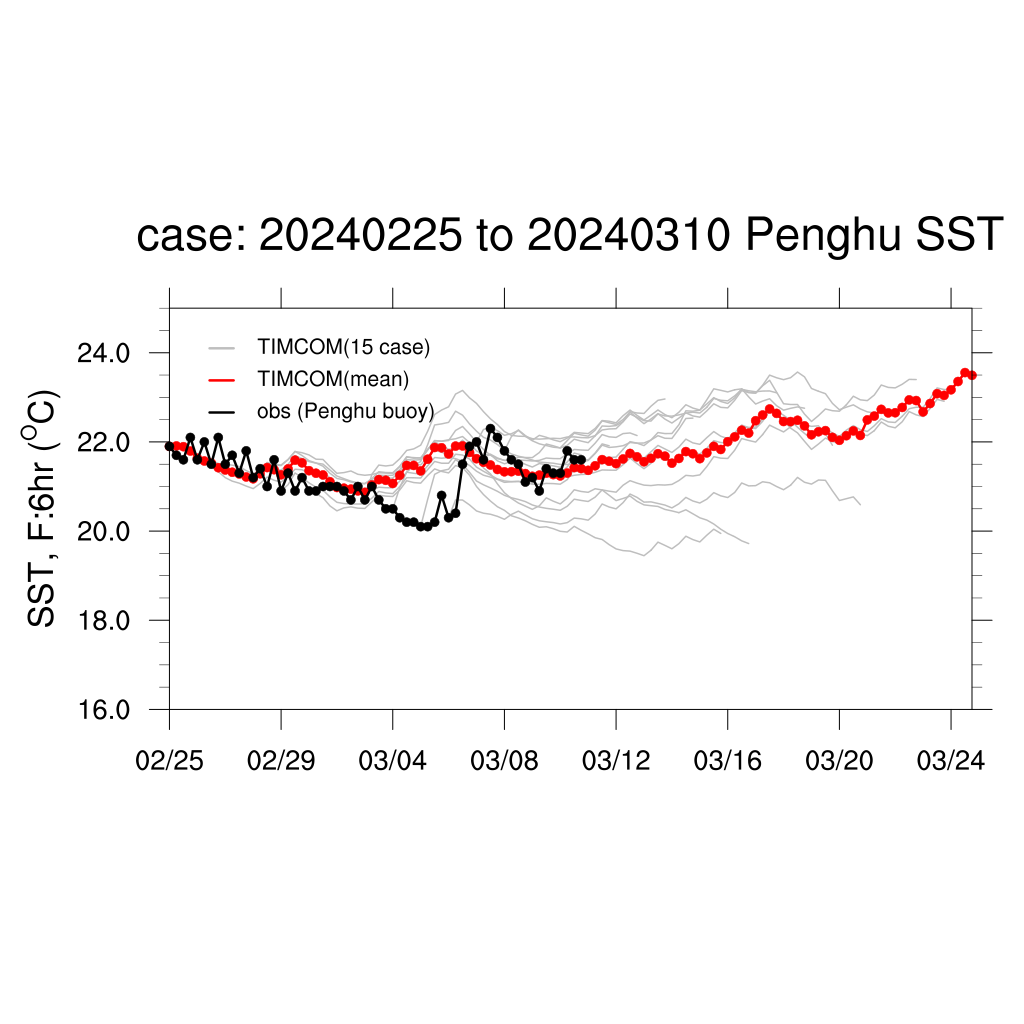 case: 20240225 to 20240310 Penghu SST
TIMCOM(15 case)
TIMCOM(mean)
obs (Penghu buoy)
SST, F:6hr (°C)
24.0
22.0
20.0
18.0
16.0
02/25 02/29 03/04 03/08 03/12 03/16 03/20 03/24